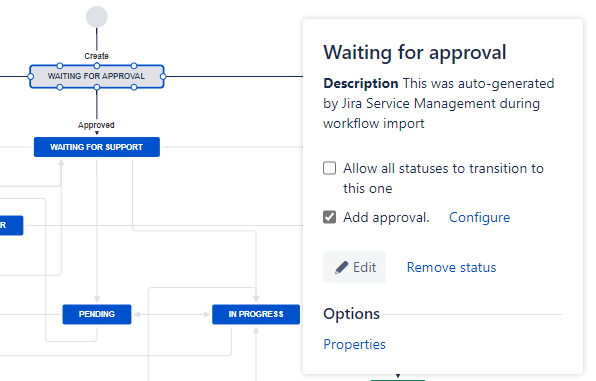 Create
WAITING FOR APPROVAL
Approved
WAITING FOR SUPPORT
R
PENDING
IN PROGRESS
Waiting for approval
Description This was auto-generated
by Jira Service Management during
workflow import
Allow all statuses to transition to
this one
Add approval. Configure
Edit Remove status
Options
Properties